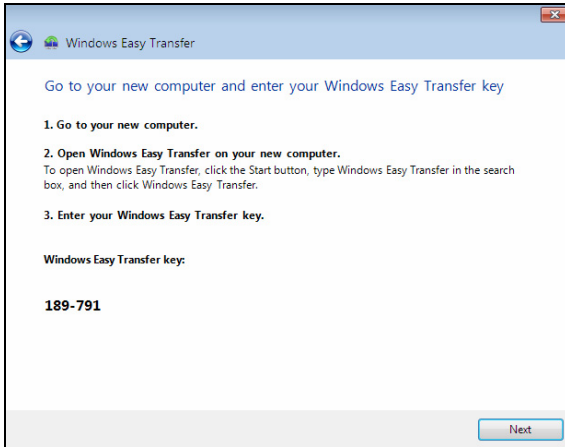 Windows Easy Transfer
Go to your new computer and enter your Windows Easy Transfer key
1. Go to your new computer.
2. Open Windows Easy Transfer on your new computer.
To open Windows Easy Transfer, click the Start button, type Windows Easy Transfer in the search
box, and then click Windows Easy Transfer.
3. Enter your Windows Easy Transfer key.
Windows Easy Transfer key:
189-791
Next